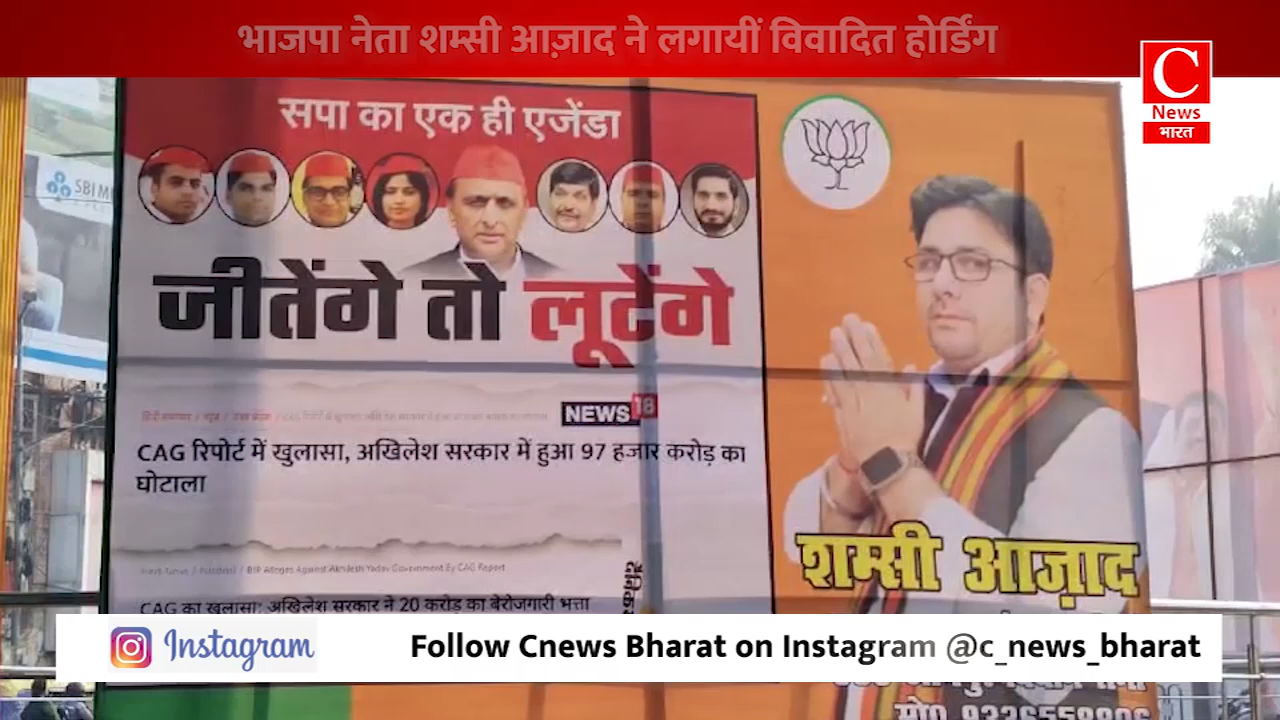 भाजपा नेता शम्सी आज़ाद ने लगायीं विवादित होर्डिंग
C
News
भारत
SBI M
सपा का एक ही एजेंडा
जीतेंगे तो लूटेंगे
NEWS18
CAG रिपोर्ट में खुलासा, अखिलेश सरकार में हुआ 97 हजार करोड़ का
घोटाला
BJP Alleges Against Akhilesh Yadav Government By CAG Report
CAG का खुलासा: अखिलेश सरकार ने 20 करोड़ का बेरोजगारी भत्ता
शम्सी आज़ाद
Instagram
Follow Cnews Bharat on Instagram @c_news_bharat